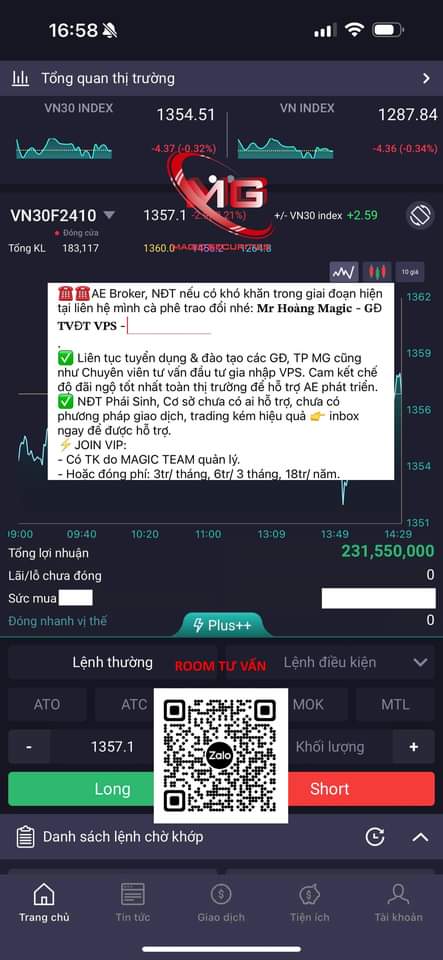 16:58
Tổng quan thị trường
VN30 INDEX
1354.51
-4.37 (-0.32%)
VN INDEX
1287.84
-4.36 (-0.34%)
MG
VN30F2410
1357.1
+/- VN30 index +2.59
Đóng cửa
Tổng KL 183,117
1360.0
10 giá
☎️☎️AE Broker, NĐT nếu có khó khăn trong giai đoạn hiện
tại liên hệ mình cà phê trao đổi nhé: Mr Hoàng Magic - GĐ
TVĐT VPS -
.
✅ Liên tục tuyển dụng & đào tạo các GĐ, TP MG cũng
như Chuyên viên tư vấn đầu tư gia nhập VPS. Cam kết chế
độ đãi ngộ tốt nhất toàn thị trường để hỗ trợ AE phát triển.
✅ NĐT Phái Sinh, Cơ sở chưa có ai hỗ trợ, chưa có
phương pháp giao dịch, trading kém hiệu quả 👉 inbox
ngay để được hỗ trợ.
⚡ JOIN VIP:
- Có TK do MAGIC TEAM quản lý.
- Hoặc đóng phí: 3tr/ tháng, 6tr/ 3 tháng, 18tr/ năm.
1362
1359
1356
1354
1351
09:00 09:40 10:20 11:00 13:09 13:49 14:29
Tổng lợi nhuận
231,550,000
Lãi/lỗ chưa đóng
0
Sức mua
Đóng nhanh vị thế
0
Plus++
Lệnh thường
ROOM TƯ VẤN
Lệnh điều kiện
ATO
ATC
MOK
MTL
-
1357.1
Zalo
Khối lượng
+
Long
Short
Danh sách lệnh chờ khớp
Trang chủ
Tin tức
Giao dịch
Tiện ích
Tài khoản